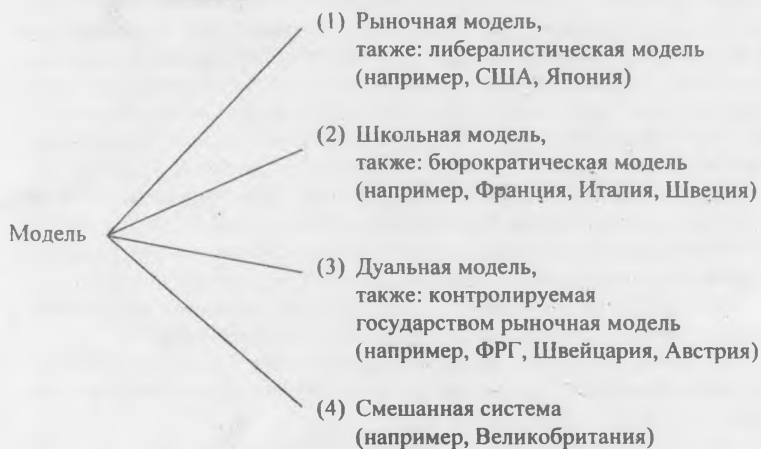 (1) Рыночная модель,
также: либералистическая модель
(например, США, Япония)
(2) Школьная модель,
также: бюрократическая модель
(например, Франция, Италия, Швеция)
Модель
(3) Дуальная модель,
также: контролируемая
государством рыночная модель
(например, ФРГ, Швейцария, Австрия)
(4) Смешанная система
(например, Великобритания)